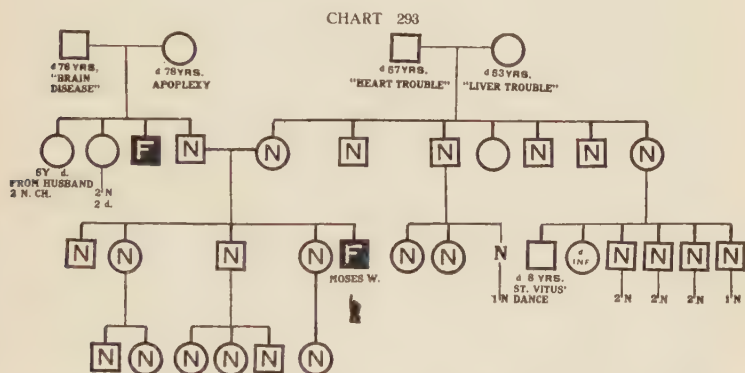 CHART 293
d 76 YRS. d 78 YRS. d 67 YRS. d 63 YRS.
"BRAIN DISEASE" APOPLEXY "HEART TROUBLE" "LIVER TROUBLE"
F N N N N N N N
SY d.
FROM HUSBAND
2 N. CH.
2 N
2 d.
N N N N F N N N d INF N N N N
MOSES W.
1 N
d 8 YRS.
ST. VITUS'
DANCE
2 N 2 N 2 N 1 N
N N N N N N